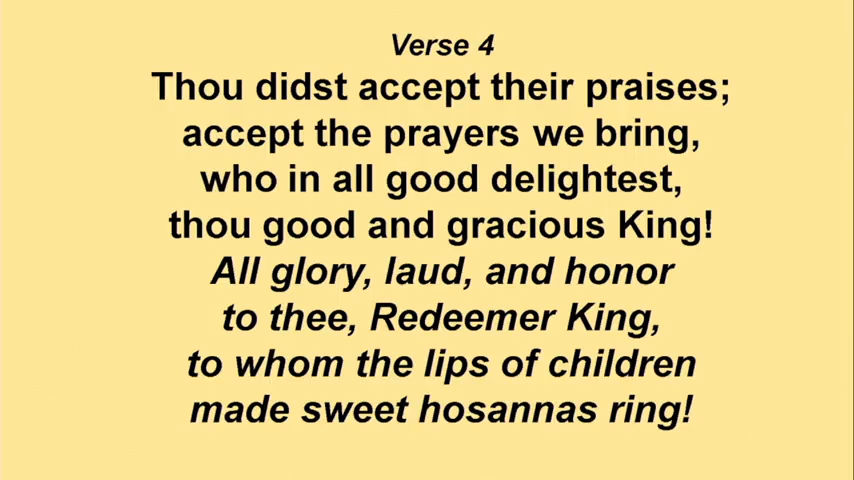 Verse 4
Thou didst accept their praises;
accept the prayers we bring,
who in all good delightest,
thou good and gracious King!
All glory, laud, and honor
to thee, Redeemer King,
to whom the lips of children
made sweet hosannas ring!